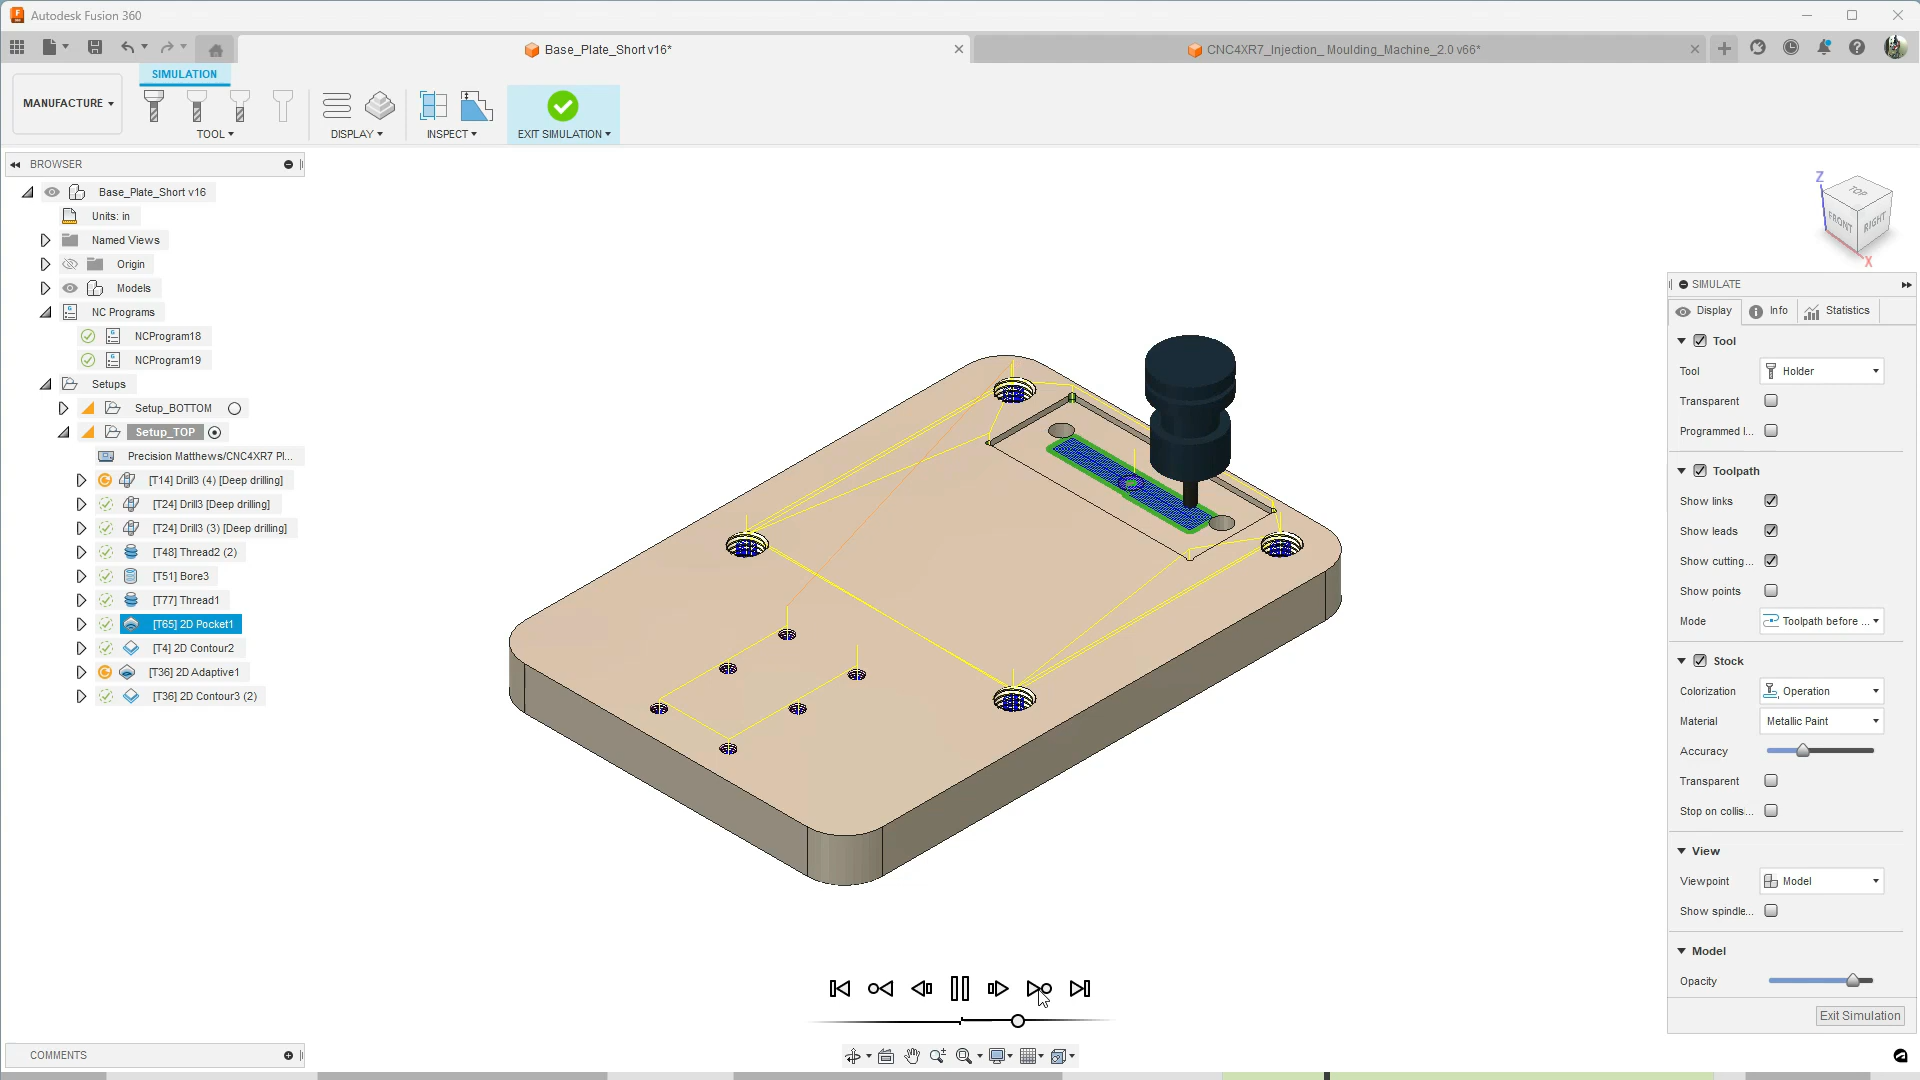 Autodesk Fusion 360
Base_Plate_Short v16*
CNC4XR7_Injection_ Moulding_Machine_2.0 v66*
SIMULATION
MANUFACTURE
TOOL
DISPLAY
INSPECT
EXIT SIMULATION
BROWSER
Base_Plate_Short v16
Units: in
Named Views
Origin
Models
NC Programs
NCProgram18
NCProgram19
Setups
Setup_BOTTOM
Setup_TOP
Precision Matthews/CNC4XR7 Pl...
[T14] Drill3 (4) [Deep drilling]
[T24] Drill3 [Deep drilling]
[T24] Drill3 (3) [Deep drilling]
[T48] Thread2 (2)
[T51] Bore3
[T77] Thread1
[T65] 2D Pocket1
[T4] 2D Contour2
[T36] 2D Adaptive1
[T36] 2D Contour3 (2)
COMMENTS
Z
TOP
FRONT
RIGHT
X
SIMULATE
Display
Info
Statistics
Tool
Tool
Holder
Transparent
Programmed l...
Toolpath
Show links
Show leads
Show cutting...
Show points
Mode
Toolpath before ...
Stock
Colorization
Operation
Material
Metallic Paint
Accuracy
Transparent
Stop on collis...
View
Viewpoint
Model
Show spindle...
Model
Opacity
Exit Simulation